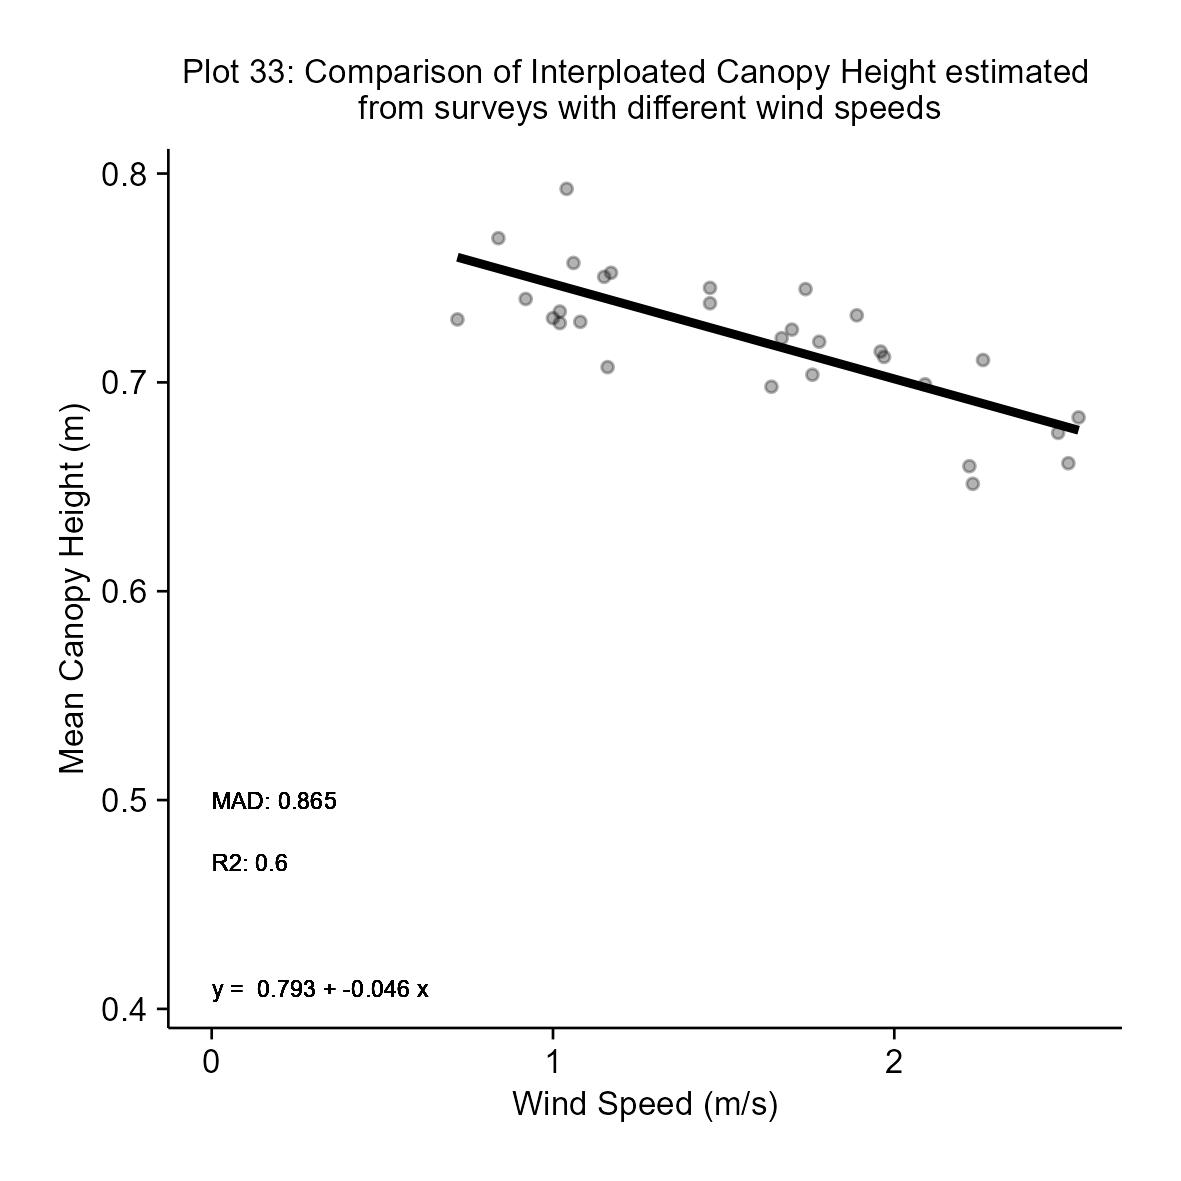 Plot 33: Comparison of Interploated Canopy Height estimated
from surveys with different wind speeds
0.8
0.7
0.6
0.5
0.4
Mean Canopy Height (m)
MAD: 0.865
R2: 0.6
y =  0.793 + -0.046 x
0
1
2
Wind Speed (m/s)